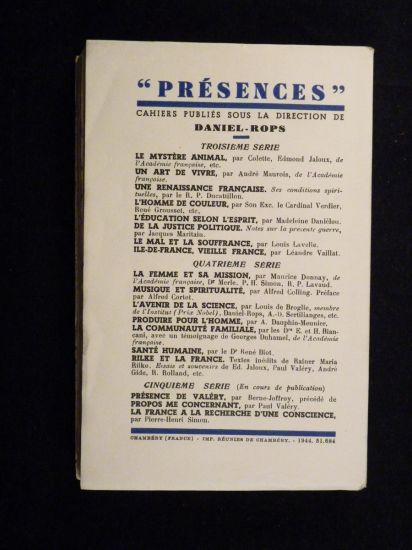 “PRÉSENCES”
CAHIERS PUBLIÉS SOUS LA DIRECTION DE
DANIEL-ROPS
TROISIEME SÉRIE
LE MYSTÈRE ANIMAL, par Colette, Edmond Jaloux, de
l'Académie française, etc.
UN ART DE VIVRE, par André Maurois, de l'Académie
française.
UNE RENAISSANCE FRANÇAISE. Ses conditions spiri-
tuelles, par le R. P. Ducatillon.
L'HOMME DE COULEUR, par Son Exc. le Cardinal Verdier,
René Grousset, etc.
L'ÉDUCATION SELON L'ESPRIT, par Madeleine Daniélou.
DE LA JUSTICE POLITIQUE. Notes sur la présente guerre,
par Jacques Maritain.
LE MAL ET LA SOUFFRANCE, par Louis Lavelle.
ILE-DE-FRANCE, VIEILLE FRANCE, par Léandre Vaillat.
QUATRIEME SÉRIE
LA FEMME ET SA MISSION, par Maurice Donnay, de
l'Académie française, Dr Merle, P. H. Simon, R. P. Lavaud.
MUSIQUE ET SPIRITUALITÉ, par Alfred Colling. Préface
par Alfred Cortot.
L'AVENIR DE LA SCIENCE, par Louis de Broglie, membre
de l'Institut (Prix Nobel), Daniel-Rops, A.-D. Sertillanges, etc.
PRODUIRE POUR L'HOMME, par A. Dauphin-Meunier.
LA COMMUNAUTÉ FAMILIALE, par les Drs E. et H. Bian-
cani, avec un témoignage de Georges Duhamel, de l'Académie
française.
SANTÉ HUMAINE, par le Dr René Biot.
RILKE ET LA FRANCE. Textes inédits de Rainer Maria
Rilke. Essais et souvenirs de Ed. Jaloux, Paul Valéry, André
Gide, R. Rolland, etc.
CINQUIÈME SÉRIE (En cours de publication)
PRÉSENCE DE VALÉRY, par Berne-Joffroy, précédé de
PROPOS ME CONCERNANT, par Paul Valéry.
LA FRANCE A LA RECHERCHE D'UNE CONSCIENCE,
par Pierre-Henri Simon.
CHAMBÉRY (FRANCE) - IMP. RÉUNIES DE CHAMBÉRY. - 1944. 51.684